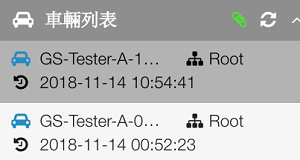 車輛列表
GS-Tester-A-1... Root
2018-11-14 10:54:41
GS-Tester-A-0... Root
2018-11-14 00:52:23